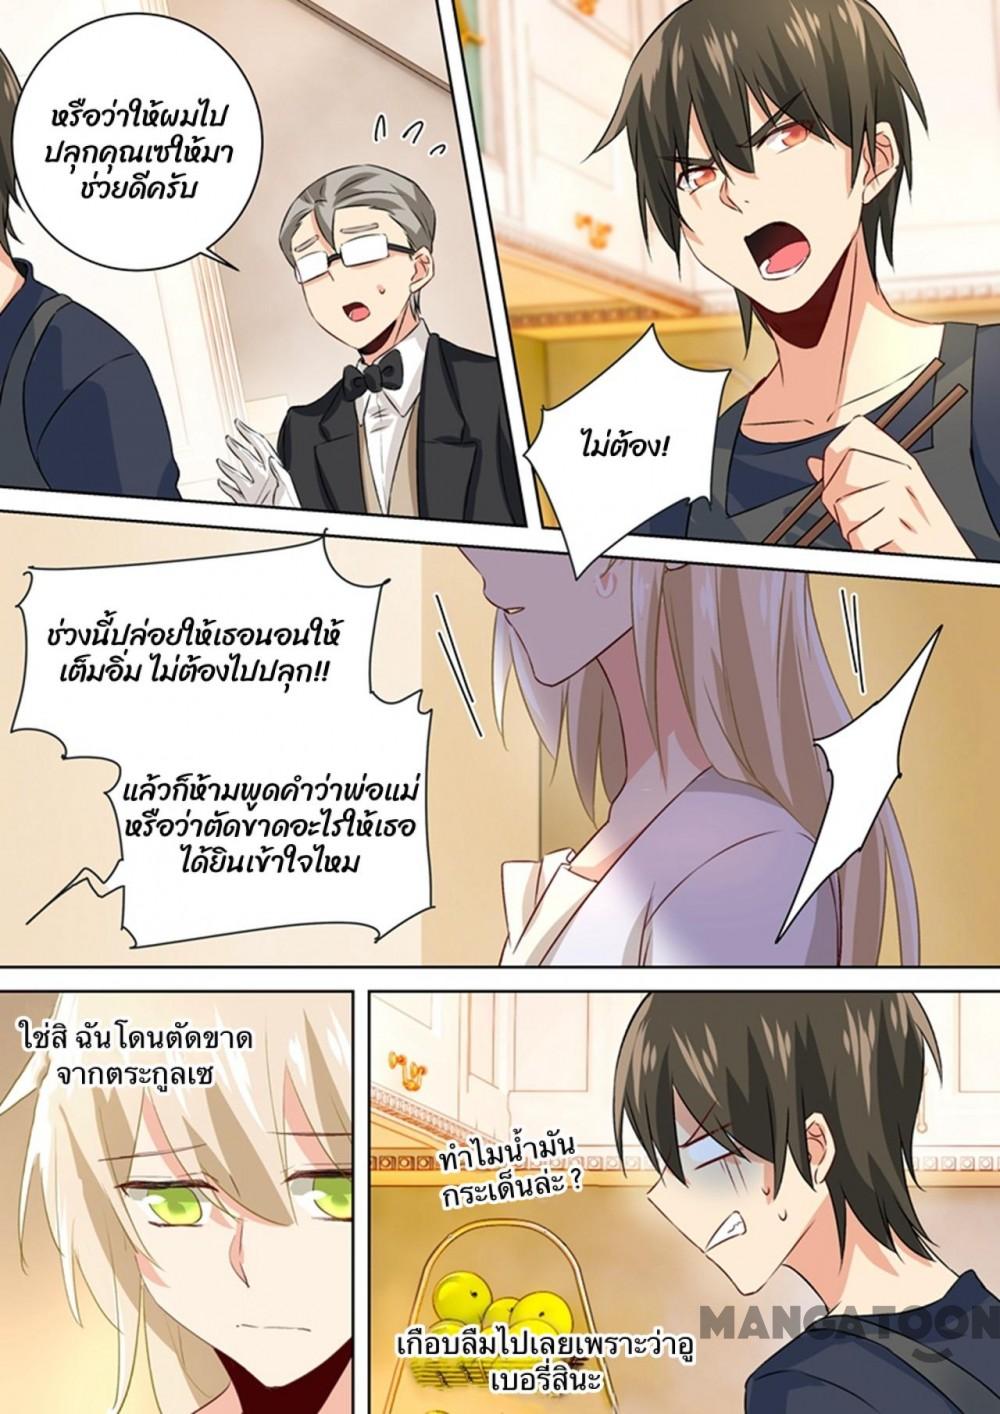 หรือว่าให้ผมไป
ปลุกคุณเซให้มา
ช่วยดีครับ
ไม่ต้อง!
ช่วงนี้ปล่อยให้เธอนอนให้
เต็มอิ่ม ไม่ต้องไปปลุก!!
แล้วก็ห้ามพูดคำว่าพ่อแม่
หรือว่าตัดขาดอะไรให้เธอ
ได้ยินเข้าใจไหม
ใช่สิ ฉันโดนตัดขาด
จากตระกูลเซ
ทำไมน้ำมัน
กระเด็นล่ะ ?
เกือบลืมไปเลยเพราะว่าอู
เบอรี่สินะ
MANGATOON